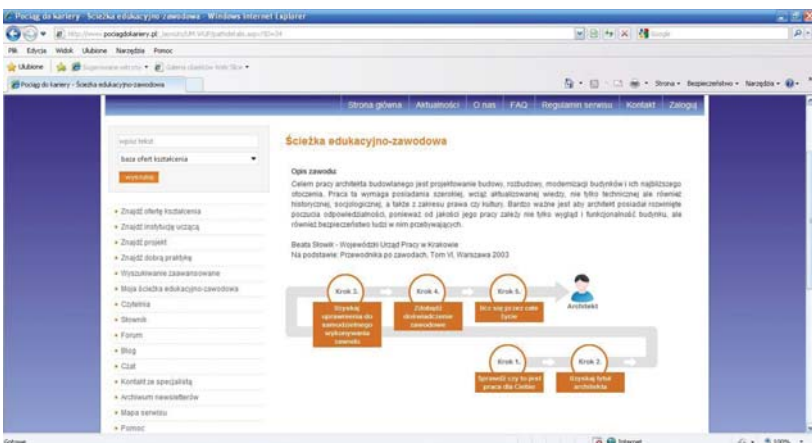 Pociąg do kariery - Ścieżka edukacyjno-zawodowa - Windows Internet Explorer
Google
Plik Edycja Widok Ulubione Narzędzia Pomoc
Ulubione
Pociąg do kariery - Ścieżka edukacyjno-zawodowa
Strona Bezpieczeństwo Narzędzia
Strona główna Aktualności O nas FAQ Regulamin serwisu Kontakt Zaloguj
wpisz tekst
baza ofert kształcenia
wyszukaj
Znajdź ofertę kształcenia
Znajdź instytucję uczącą
Znajdź projekt
Znajdź dobrą praktykę
Wyszukiwanie zaawansowane
Moja ścieżka edukacyjno-zawodowa
Czytelnia
Słownik
Forum
Blog
Czat
Kontakt ze specjalistą
Archiwum newsletterów
Mapa serwisu
Pomoc
Ścieżka edukacyjno-zawodowa
Opis zawodu:
Celem pracy architekta budowlanego jest projektowanie budowy, rozbudowy, modernizacji budynków i ich najbliższego
otoczenia. Praca ta wymaga posiadania szerokiej, wciąż aktualizowanej wiedzy, nie tylko technicznej ale również
historycznej, socjologicznej, a także z zakresu prawa czy kultury. Bardzo ważne jest aby architekt posiadał rozwinięte
poczucia odpowiedzialności, ponieważ od jakości jego pracy zależy nie tylko wygląd i funkcjonalność budynku, ale
również bezpieczeństwo ludzi w nim przebywających.
Beata Słowik - Wojewódzki Urząd Pracy w Krakowie
Na podstawie: Przewodnika po zawodach, Tom VI, Warszawa 2003
Krok 3.
Uzyskaj
uprawnienia do
samodzielnego
wykonywania
zawodu
Krok 4.
Zdobądź
doświadczenie
zawodowe
Krok 5.
Ucz się przez całe
życie
Architekt
Krok 1.
Sprawdź czy to jest
praca dla Ciebie
Krok 2.
Uzyskaj tytuł
architekta
Gotowe
Internet
100%